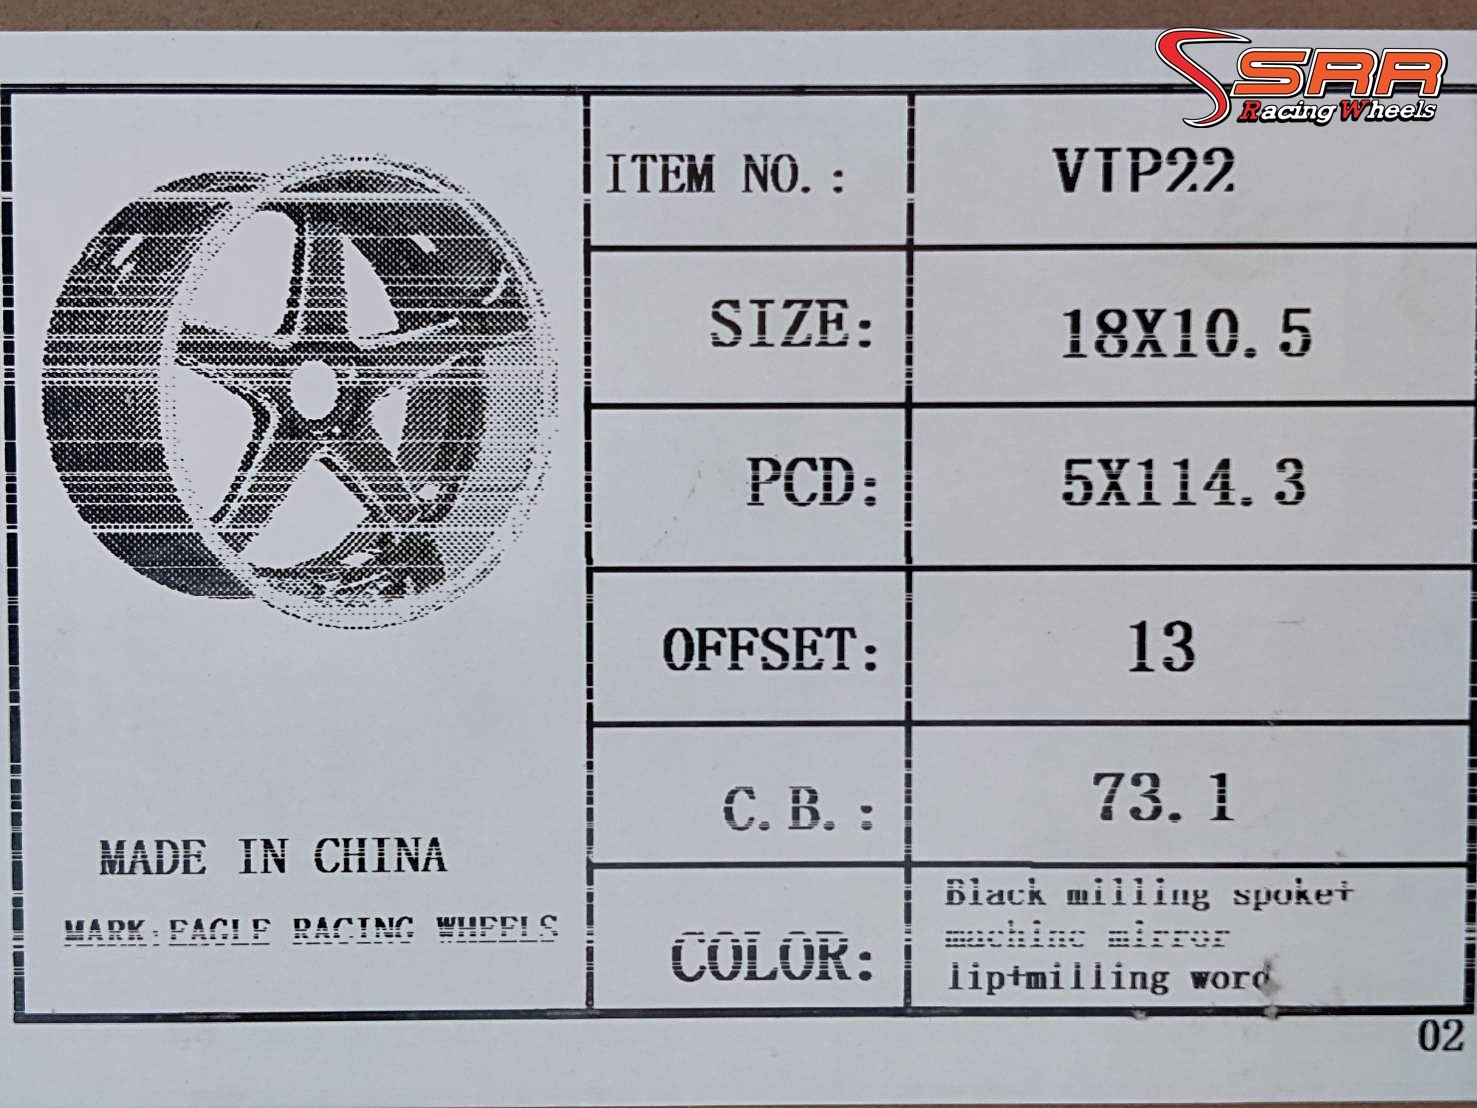 SRR
Racing Wheels
ITEM NO.: VIP22
SIZE: 18X10.5
PCD: 5X114.3
OFFSET: 13
C.B.: 73.1
COLOR: Black milling spoke+
machine mirror
lip+milling word
MADE IN CHINA
MARK:EAGLE RACING WHEELS
02